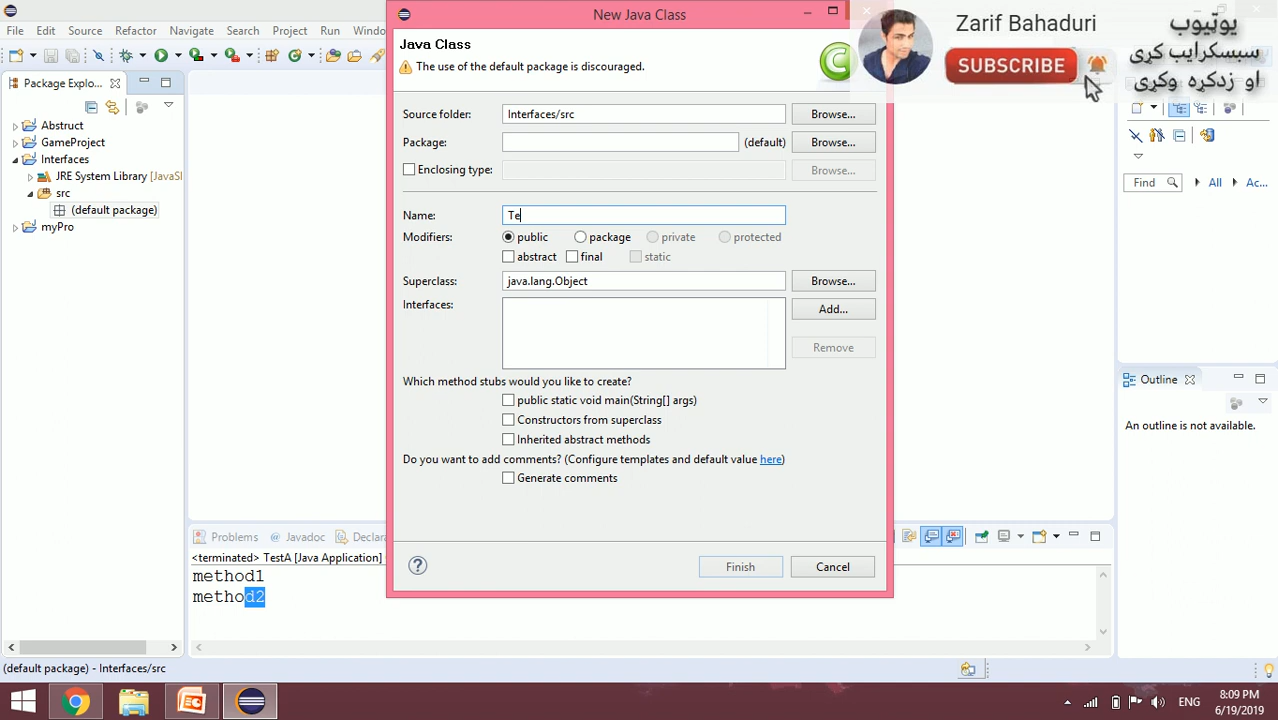 New Java Class
File Edit Source Refactor Navigate Search Project Run
Zarif Bahaduri
SUBSCRIBE
یوټیوب
سبسکرایب کړی
او زدکړه وکړی
Package Explo...
Abstruct
GameProject
Interfaces
JRE System Library [JavaS
src
(default package)
myPro
Java Class
The use of the default package is discouraged.
Source folder: Interfaces/src Browse...
Package: (default) Browse...
Enclosing type: Browse...
Name: Te
Modifiers: public package private protected
abstract final static
Superclass: java.lang.Object Browse...
Interfaces: Add...
Remove
Which method stubs would you like to create?
public static void main(String[] args)
Constructors from superclass
Inherited abstract methods
Do you want to add comments? (Configure templates and default value here)
Generate comments
? Finish Cancel
Find All Ac...
Outline
An outline is not available.
Problems @ Javadoc
<terminated> TestA [Java Application]
method1
method2
(default package) - Interfaces/src
ENG
8:09 PM
6/19/2019